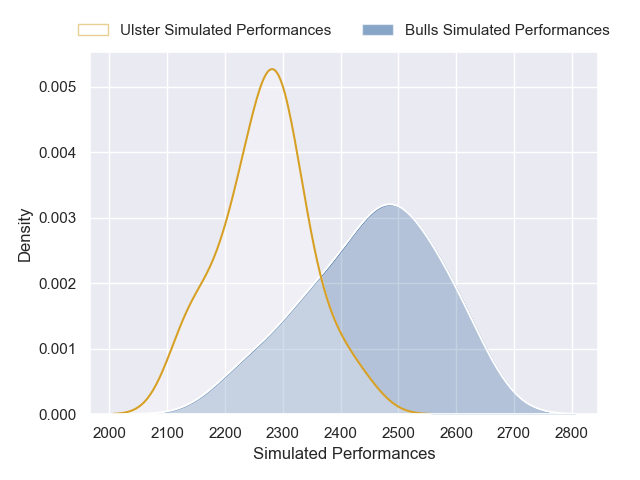 Ulster Simulated Performances
Bulls Simulated Performances
0.005
0.004
0.003
0.002
0.001
0.000
Density
2000 2100 2200 2300 2400 2500 2600 2700 2800
Simulated Performances